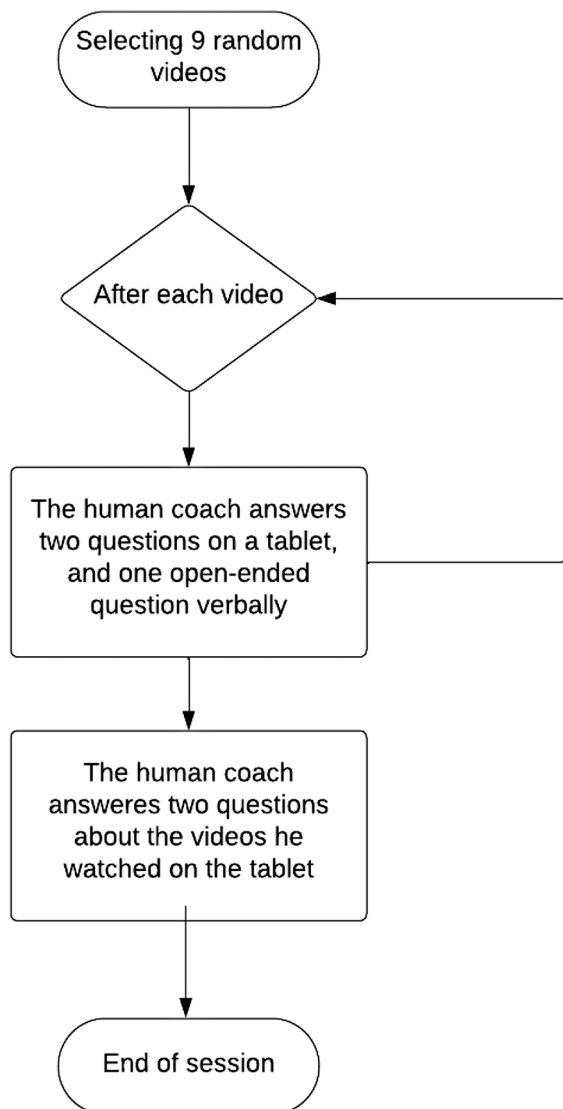 Selecting 9 random
videos
After each video
The human coach answers
two questions on a tablet,
and one open-ended
question verbally
The human coach
answeres two questions
about the videos he
watched on the tablet
End of session